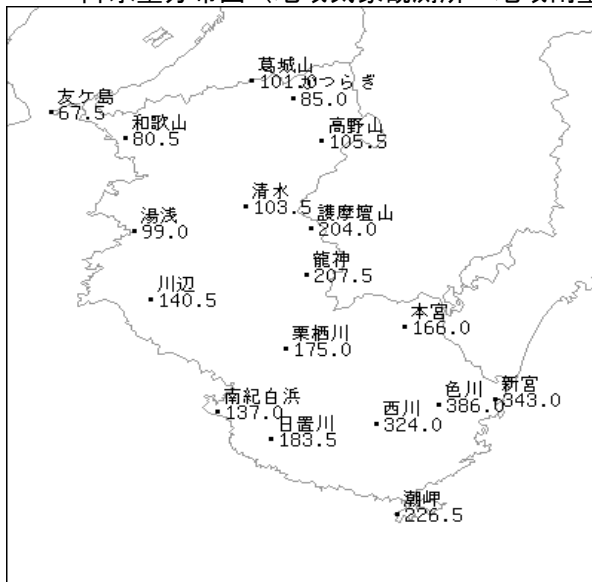 葛城山
101.0
かつらぎ
85.0
友ケ島
67.5
和歌山
80.5
高野山
105.5
清水
103.5
護摩壇山
204.0
湯浅
99.0
龍神
207.5
川辺
140.5
本宮
166.0
栗栖川
175.0
新宮
343.0
色川
386.0
南紀白浜
137.0
西川
324.0
日置川
183.5
潮岬
226.5